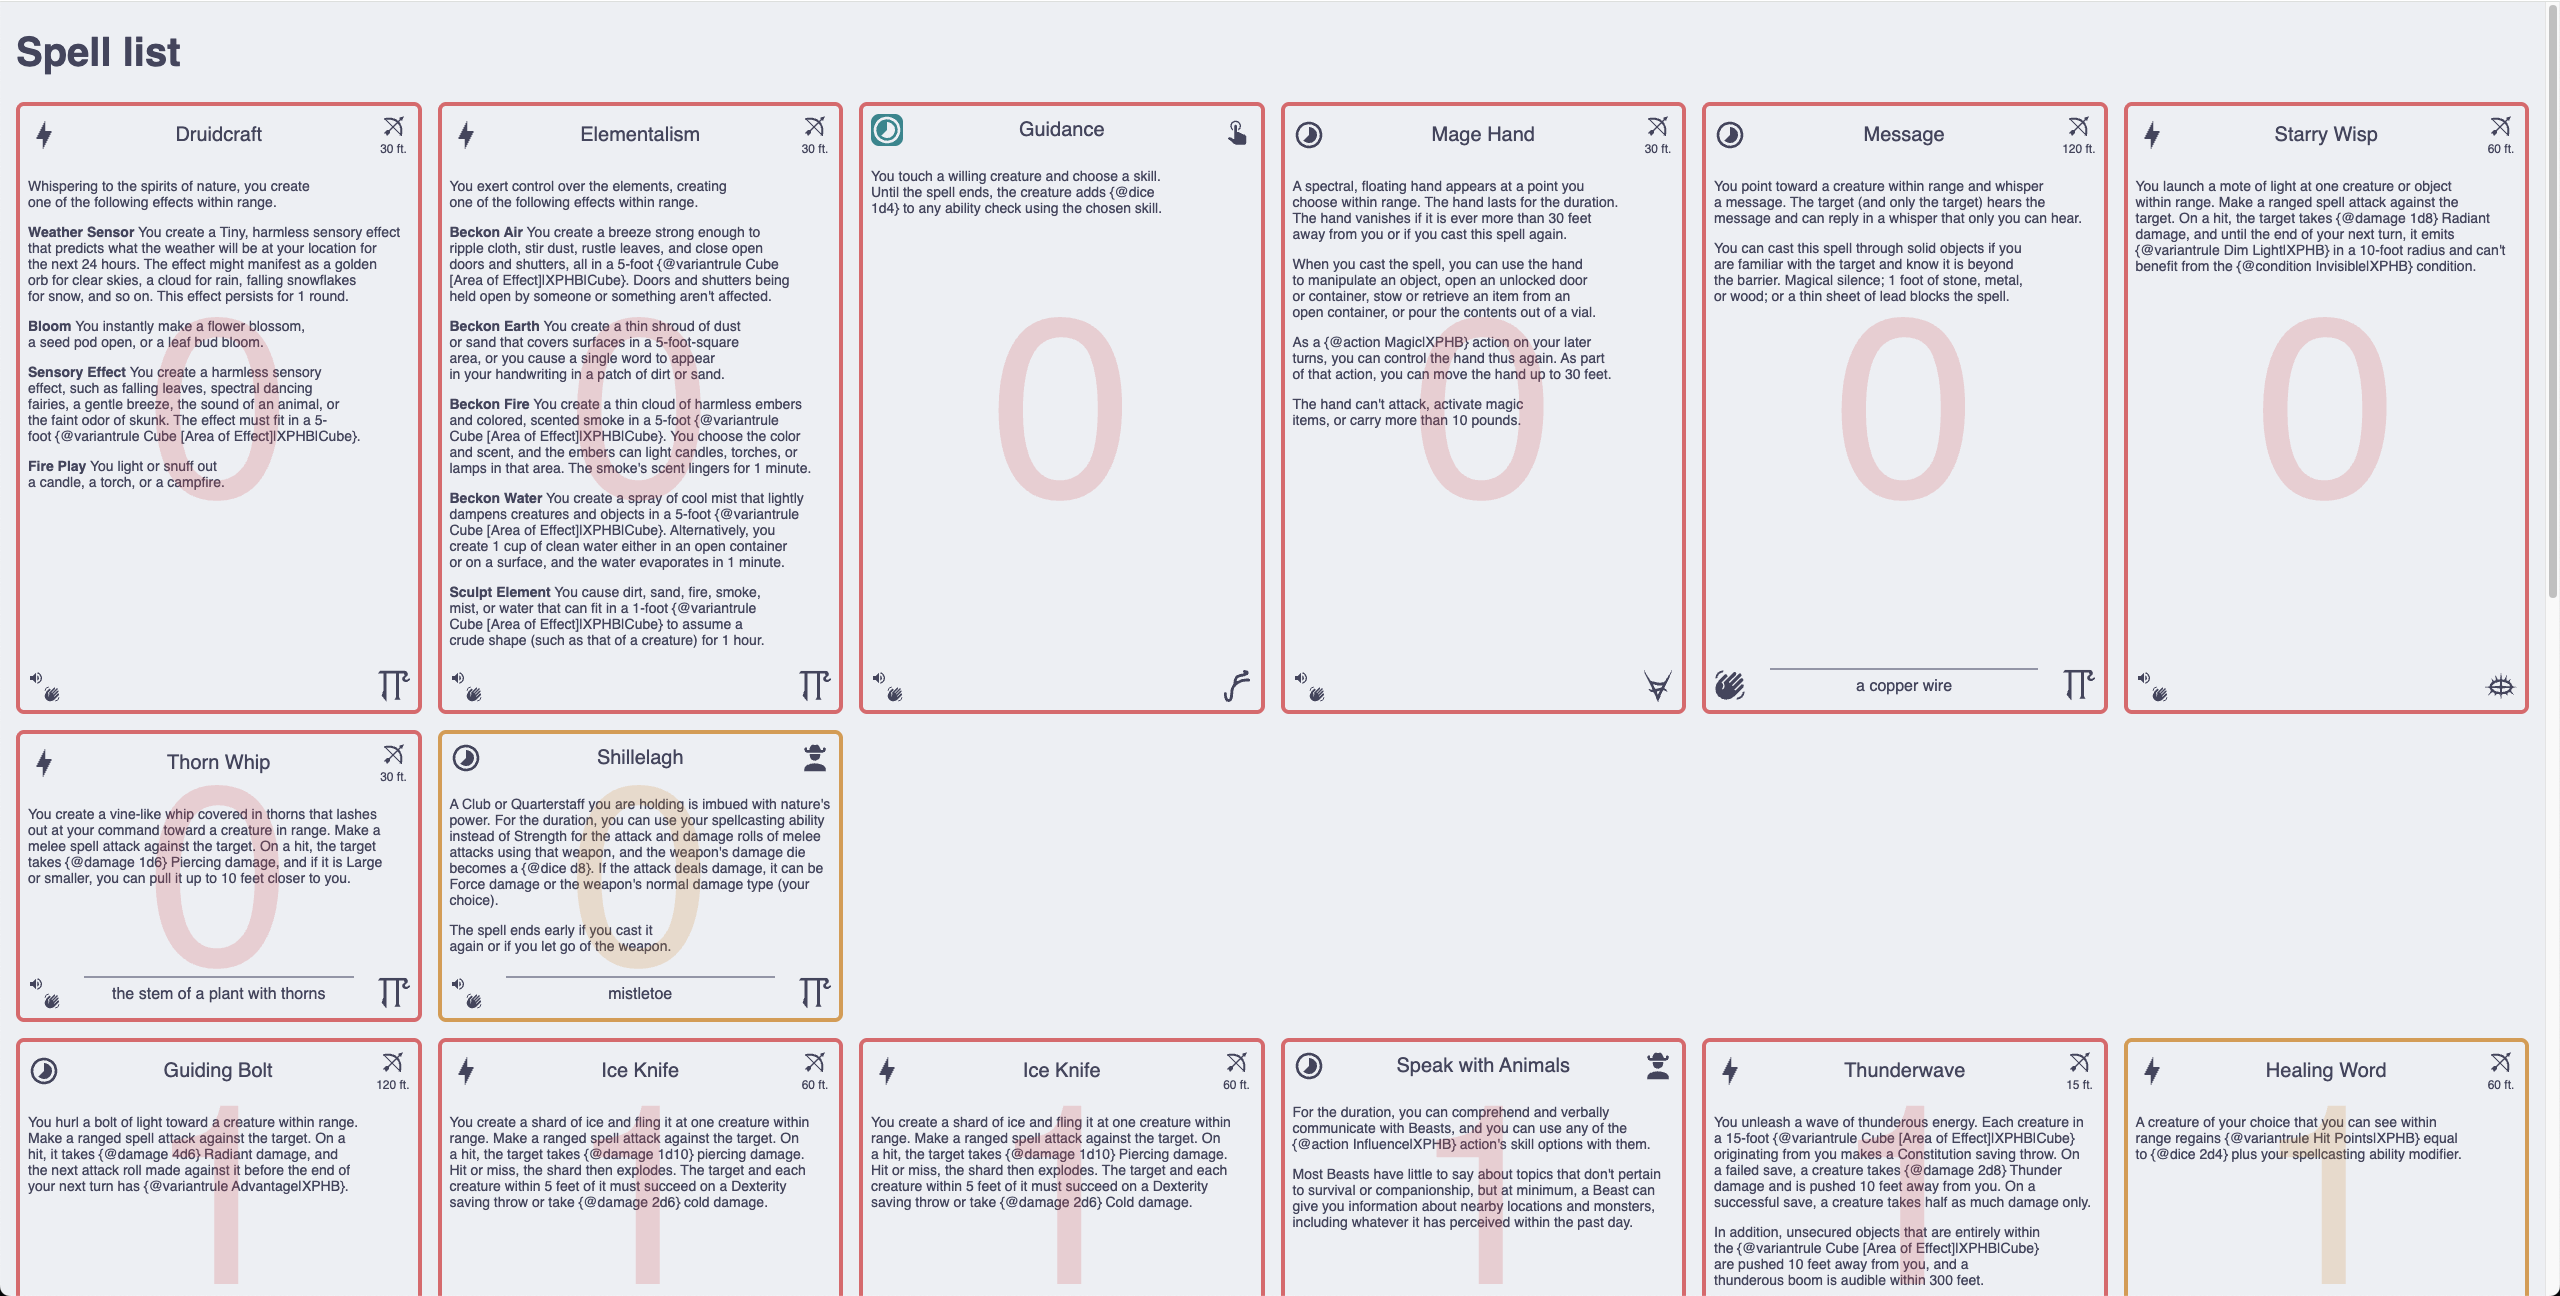 Spell list
Druidcraft
30 ft.
Whispering to the spirits of nature, you create
one of the following effects within range.
Weather Sensor You create a Tiny, harmless sensory effect
that predicts what the weather will be at your location for
the next 24 hours. The effect might manifest as a golden
orb for clear skies, a cloud for rain, falling snowflakes
for snow, and so on. This effect persists for 1 round.
Bloom You instantly make a flower blossom,
a seed pod open, or a leaf bud bloom.
Sensory Effect You create a harmless sensory
effect, such as falling leaves, spectral dancing
fairies, a gentle breeze, the sound of an animal, or
the faint odor of skunk. The effect must fit in a 5-
foot {@variantrule Cube [Area of Effect]|XPHB|Cube}.
Fire Play You light or snuff out
a candle, a torch, or a campfire.
0
Elementalism
30 ft.
You exert control over the elements, creating
one of the following effects within range.
Beckon Air You create a breeze strong enough to
ripple cloth, stir dust, rustle leaves, and close open
doors and shutters, all in a 5-foot {@variantrule Cube
[Area of Effect]|XPHB|Cube}. Doors and shutters being
held open by someone or something aren't affected.
Beckon Earth You create a thin shroud of dust
or sand that covers surfaces in a 5-foot-square
area, or you cause a single word to appear
in your handwriting in a patch of dirt or sand.
Beckon Fire You create a thin cloud of harmless embers
and colored, scented smoke in a 5-foot {@variantrule
Cube [Area of Effect]|XPHB|Cube}. You choose the color
and scent, and the embers can light candles, torches, or
lamps in that area. The smoke's scent lingers for 1 minute.
Beckon Water You create a spray of cool mist that lightly
dampens creatures and objects in a 5-foot {@variantrule
Cube [Area of Effect]|XPHB|Cube}. Alternatively, you
create 1 cup of clean water either in an open container
or on a surface, and the water evaporates in 1 minute.
Sculpt Element You cause dirt, sand, fire, smoke,
mist, or water that can fit in a 1-foot {@variantrule
Cube [Area of Effect]|XPHB|Cube} to assume a
crude shape (such as that of a creature) for 1 hour.
0
Guidance
You touch a willing creature and choose a skill.
Until the spell ends, the creature adds {@dice
1d4} to any ability check using the chosen skill.
0
Mage Hand
30 ft.
A spectral, floating hand appears at a point you
choose within range. The hand lasts for the duration.
The hand vanishes if it is ever more than 30 feet
away from you or if you cast this spell again.
When you cast the spell, you can use the hand
to manipulate an object, open an unlocked door
or container, stow or retrieve an item from an
open container, or pour the contents out of a vial.
As a {@action Magic|XPHB} action on your later
turns, you can control the hand thus again. As part
of that action, you can move the hand up to 30 feet.
The hand can't attack, activate magic
items, or carry more than 10 pounds.
0
Message
120 ft.
You point toward a creature within range and whisper
a message. The target (and only the target) hears the
message and can reply in a whisper that only you can hear.
You can cast this spell through solid objects if you
are familiar with the target and know it is beyond
the barrier. Magical silence; 1 foot of stone, metal,
or wood; or a thin sheet of lead blocks the spell.
0
a copper wire
Starry Wisp
60 ft.
You launch a mote of light at one creature or object
within range. Make a ranged spell attack against the
target. On a hit, the target takes {@damage 1d8} Radiant
damage, and until the end of your next turn, it emits
{@variantrule Dim Light|XPHB} in a 10-foot radius and can't
benefit from the {@condition Invisible|XPHB} condition.
0
Thorn Whip
30 ft.
You create a vine-like whip covered in thorns that lashes
out at your command toward a creature in range. Make a
melee spell attack against the target. On a hit, the target
takes {@damage 1d6} Piercing damage, and if it is Large
or smaller, you can pull it up to 10 feet closer to you.
0
the stem of a plant with thorns
Shillelagh
A Club or Quarterstaff you are holding is imbued with nature's
power. For the duration, you can use your spellcasting ability
instead of Strength for the attack and damage rolls of melee
attacks using that weapon, and the weapon's damage die
becomes a {@dice d8}. If the attack deals damage, it can be
Force damage or the weapon's normal damage type (your
choice).
The spell ends early if you cast it
again or if you let go of the weapon.
0
mistletoe
Guiding Bolt
120 ft.
You hurl a bolt of light toward a creature within range.
Make a ranged spell attack against the target. On a
hit, it takes {@damage 4d6} Radiant damage, and
the next attack roll made against it before the end of
your next turn has {@variantrule Advantage|XPHB}.
1
Ice Knife
60 ft.
You create a shard of ice and fling it at one creature within
range. Make a ranged spell attack against the target. On
a hit, the target takes {@damage 1d10} piercing damage.
Hit or miss, the shard then explodes. The target and each
creature within 5 feet of it must succeed on a Dexterity
saving throw or take {@damage 2d6} cold damage.
1
Ice Knife
60 ft.
You create a shard of ice and fling it at one creature within
range. Make a ranged spell attack against the target. On
a hit, the target takes {@damage 1d10} Piercing damage.
Hit or miss, the shard then explodes. The target and each
creature within 5 feet of it must succeed on a Dexterity
saving throw or take {@damage 2d6} Cold damage.
1
Speak with Animals
For the duration, you can comprehend and verbally
communicate with Beasts, and you can use any of the
{@action Influence|XPHB} action's skill options with them.
Most Beasts have little to say about topics that don't pertain
to survival or companionship, but at minimum, a Beast can
give you information about nearby locations and monsters,
including whatever it has perceived within the past day.
1
Thunderwave
15 ft.
You unleash a wave of thunderous energy. Each creature in
a 15-foot {@variantrule Cube [Area of Effect]|XPHB|Cube}
originating from you makes a Constitution saving throw. On
a failed save, a creature takes {@damage 2d8} Thunder
damage and is pushed 10 feet away from you. On a
successful save, a creature takes half as much damage only.
In addition, unsecured objects that are entirely within
the {@variantrule Cube [Area of Effect]|XPHB|Cube}
are pushed 10 feet away from you, and a
thunderous boom is audible within 300 feet.
1
Healing Word
60 ft.
A creature of your choice that you can see within
range regains {@variantrule Hit Points|XPHB} equal
to {@dice 2d4} plus your spellcasting ability modifier.
1